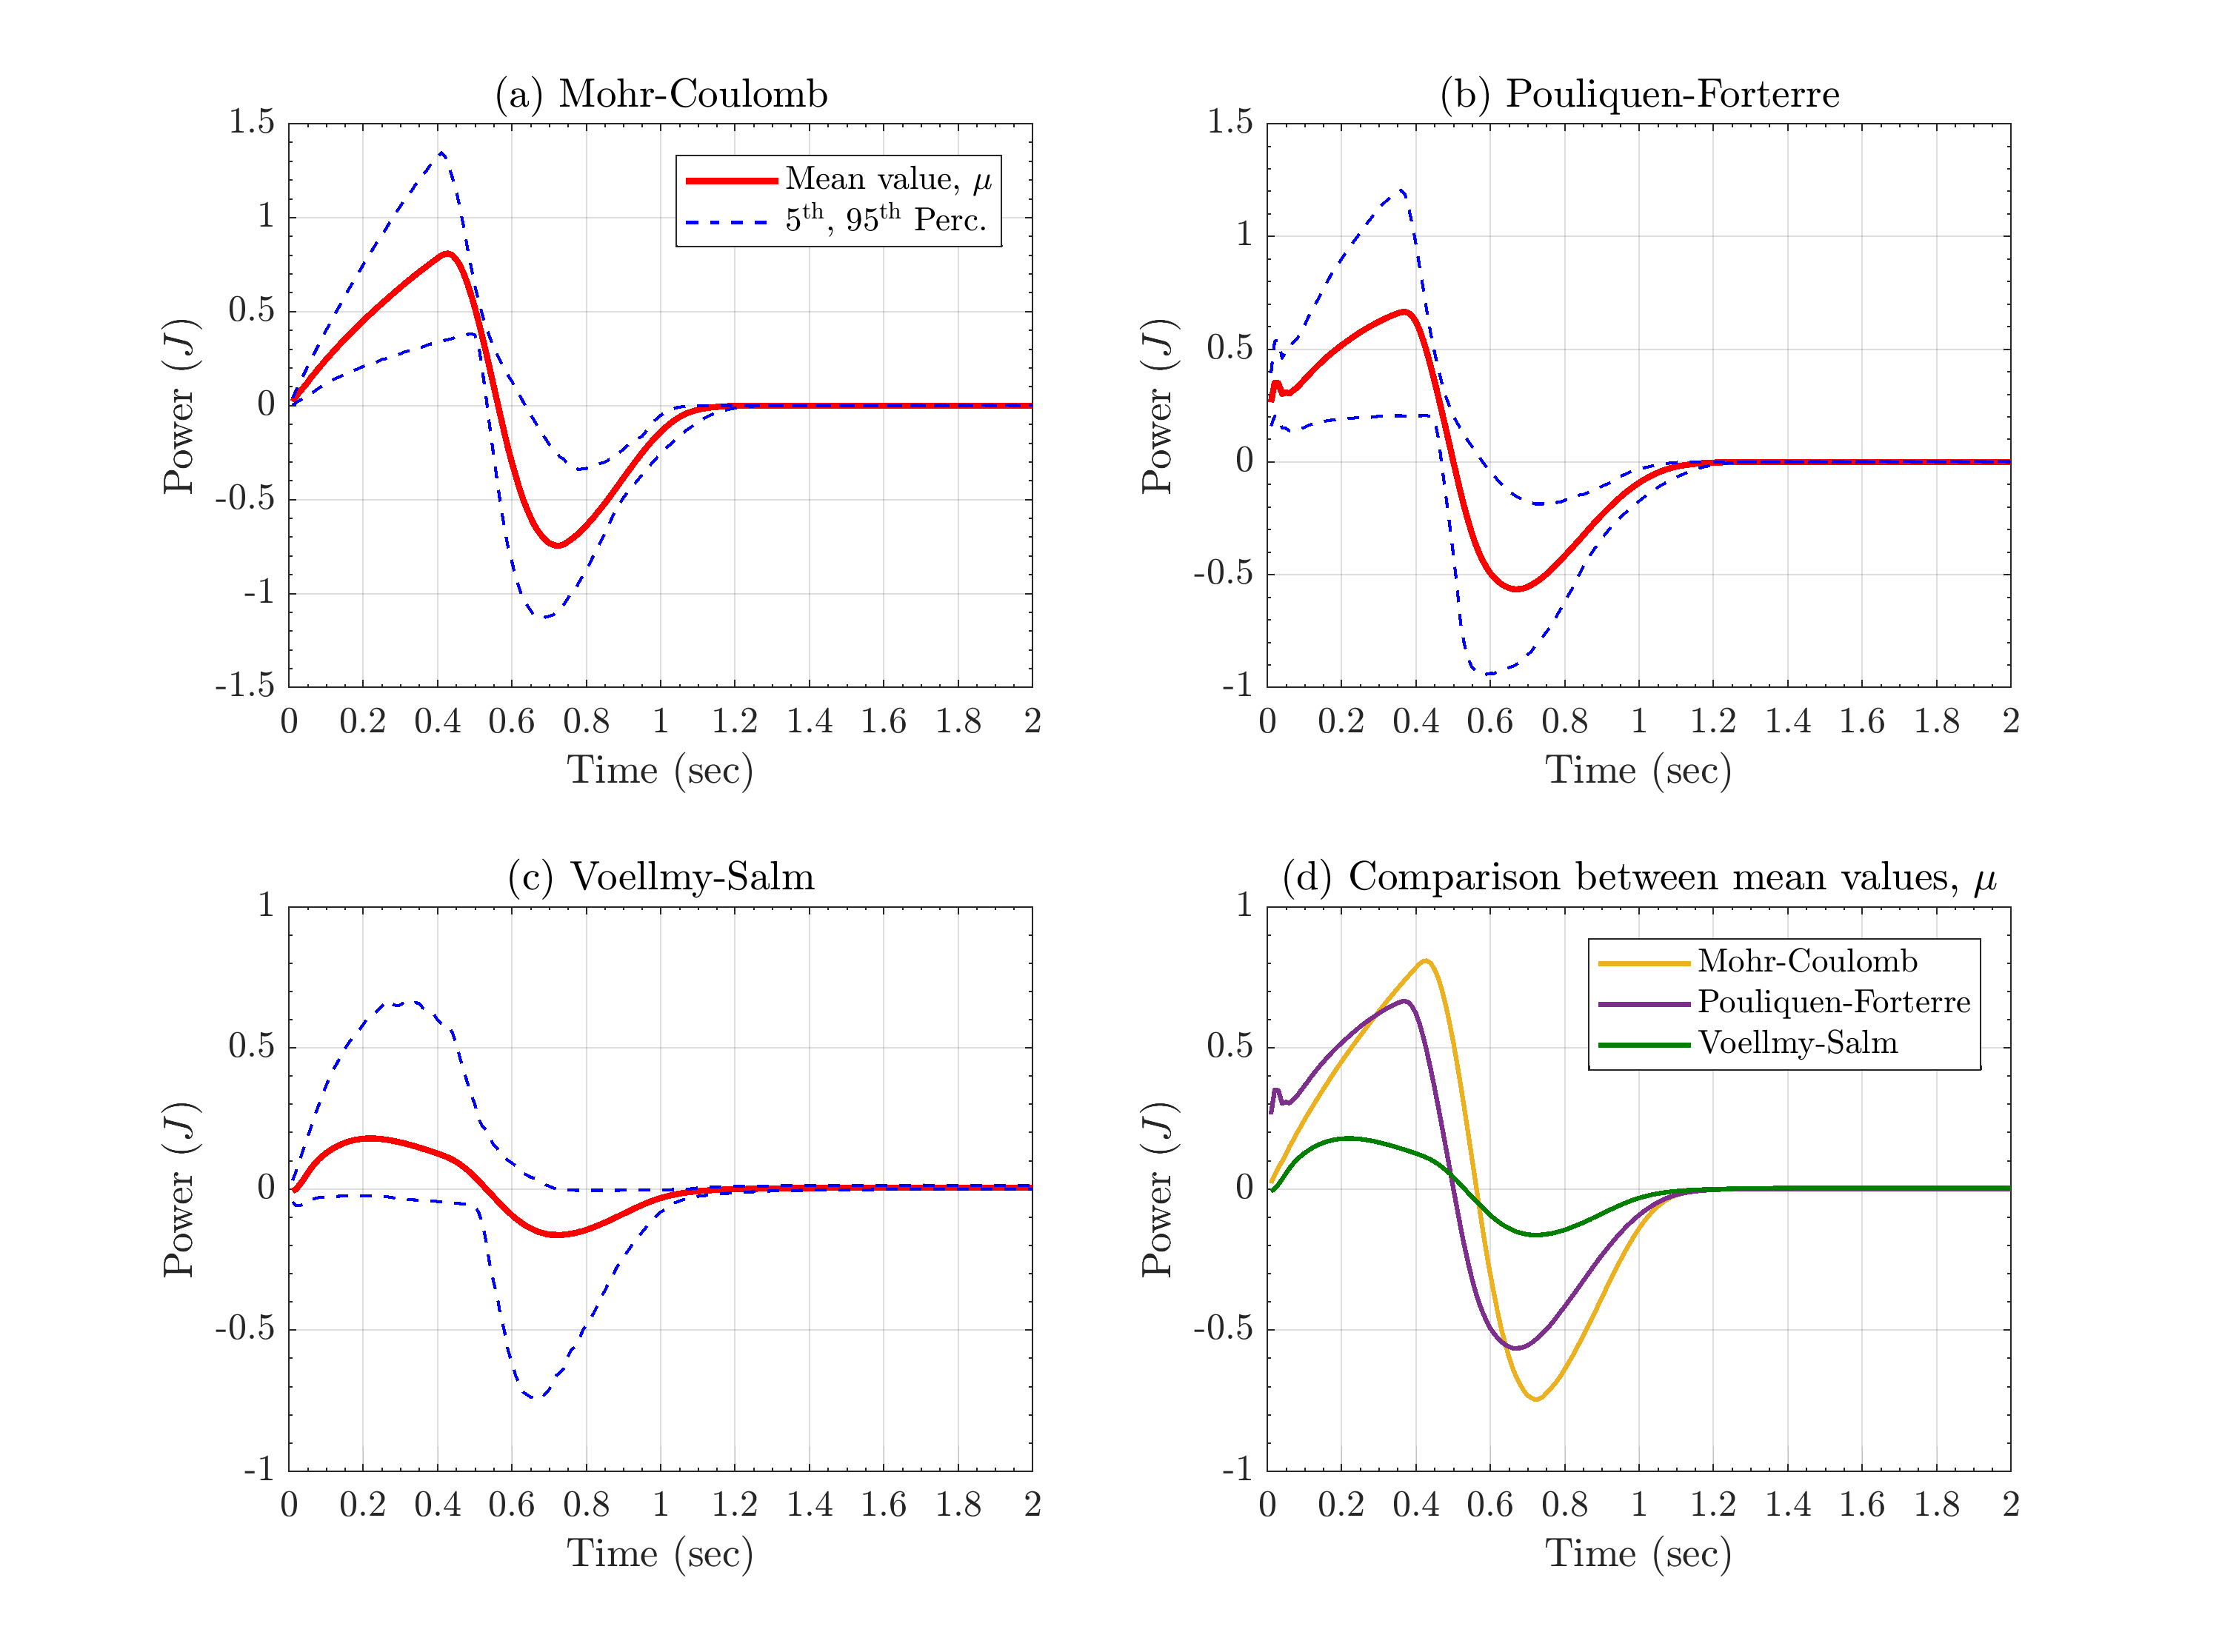 (a) Mohr-Coulomb
1.5
1
0.5
0
-0.5
-1
-1.5
Power (J)
Mean value, μ
5th, 95th Perc.
0 0.2 0.4 0.6 0.8 1 1.2 1.4 1.6 1.8 2
Time (sec)
(b) Pouliquen-Forterre
1.5
1
0.5
0
-0.5
-1
Power (J)
0 0.2 0.4 0.6 0.8 1 1.2 1.4 1.6 1.8 2
Time (sec)
(c) Voellmy-Salm
1
0.5
0
-0.5
-1
Power (J)
0 0.2 0.4 0.6 0.8 1 1.2 1.4 1.6 1.8 2
Time (sec)
(d) Comparison between mean values, μ
1
0.5
0
-0.5
-1
Power (J)
Mohr-Coulomb
Pouliquen-Forterre
Voellmy-Salm
0 0.2 0.4 0.6 0.8 1 1.2 1.4 1.6 1.8 2
Time (sec)